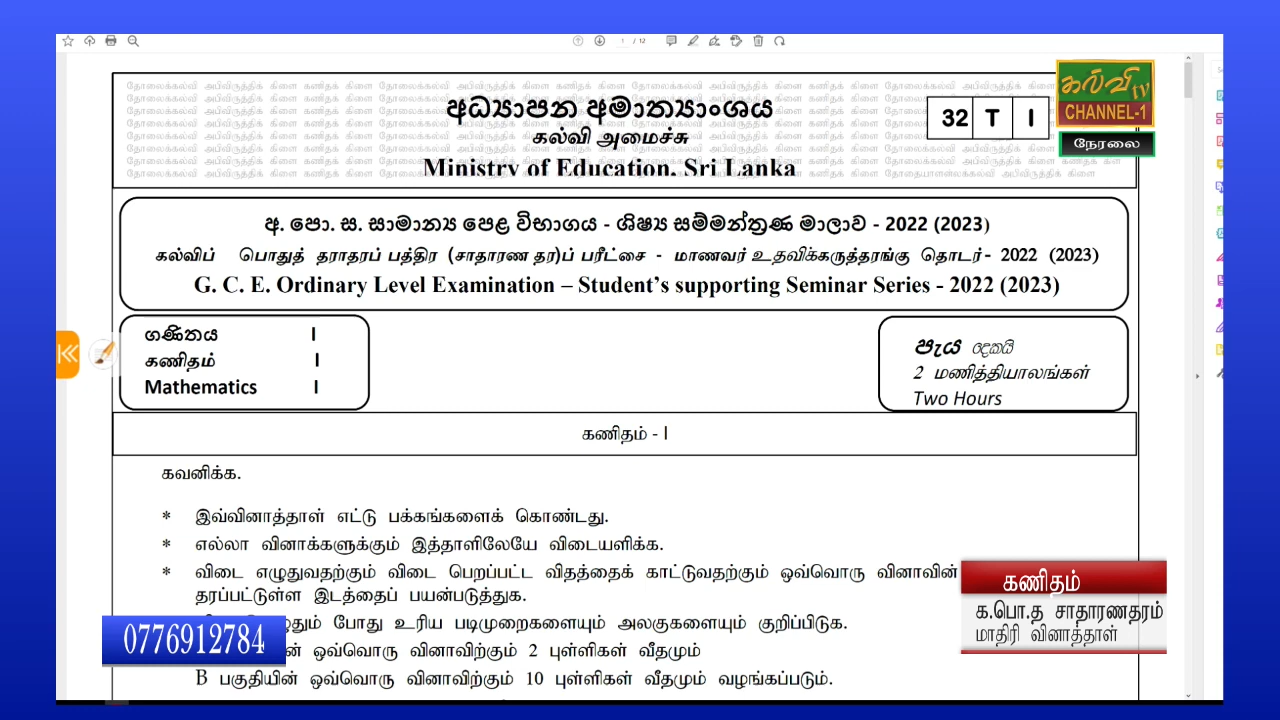 1 / 12
අධ්‍යාපන අමාත්‍යාංශය
கல்வி அமைச்சு
Ministry of Education, Sri Lanka
32 T I
கல்வி tv
CHANNEL-1
நேரலை
අ. පො. ස. සාමාන්‍ය පෙළ විභාගය - ශිෂ්‍ය සම්මන්ත්‍රණ මාලාව - 2022 (2023)
கல்விப் பொதுத் தராதரப் பத்திர (சாதாரண தர)ப் பரீட்சை - மாணவர் உதவிக்கருத்தரங்கு தொடர்- 2022 (2023)
G. C. E. Ordinary Level Examination – Student’s supporting Seminar Series - 2022 (2023)
ගණිතය I
கணிதம் I
Mathematics I
පැය දෙකයි
2 மணித்தியாலங்கள்
Two Hours
கணிதம் - I
கவனிக்க.
* இவ்வினாத்தாள் எட்டு பக்கங்களைக் கொண்டது.
* எல்லா வினாக்களுக்கும் இத்தாளிலேயே விடையளிக்க.
* விடை எழுதுவதற்கும் விடை பெறப்பட்ட விதத்தைக் காட்டுவதற்கும் ஒவ்வொரு வினாவின்
தரப்பட்டுள்ள இடத்தைப் பயன்படுத்துக.
போது உரிய படிமுறைகளையும் அலகுகளையும் குறிப்பிடுக.
ஒவ்வொரு வினாவிற்கும் 2 புள்ளிகள் வீதமும்
B பகுதியின் ஒவ்வொரு வினாவிற்கும் 10 புள்ளிகள் வீதமும் வழங்கப்படும்.
0776912784
கணிதம்
க.பொ.த சாதாரணதரம்
மாதிரி வினாத்தாள்